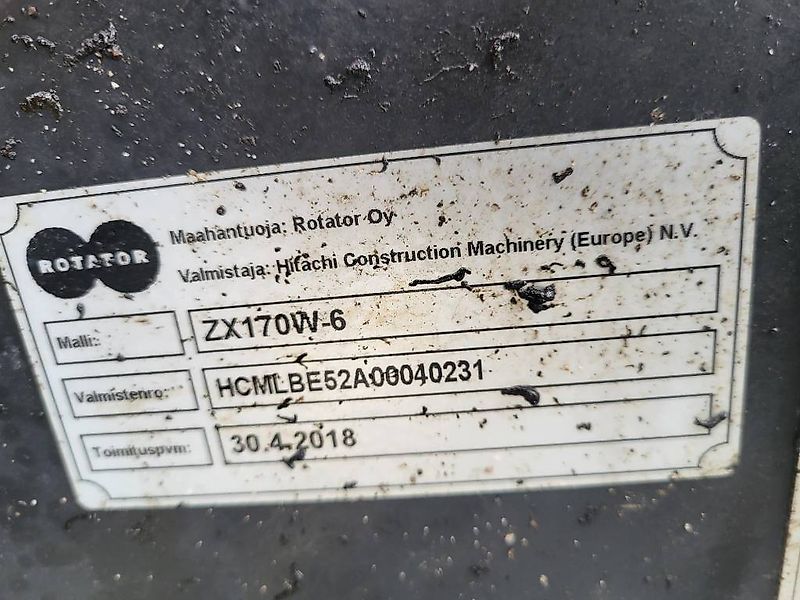 ROTATOR
Maahantuoja: Rotator Oy
Valmistaja: Hitachi Construction Machinery (Europe) N.V.
Malli: ZX170W-6
Valmistenro: HCMLBE52A00040231
Toimituspvm: 30.4.2018